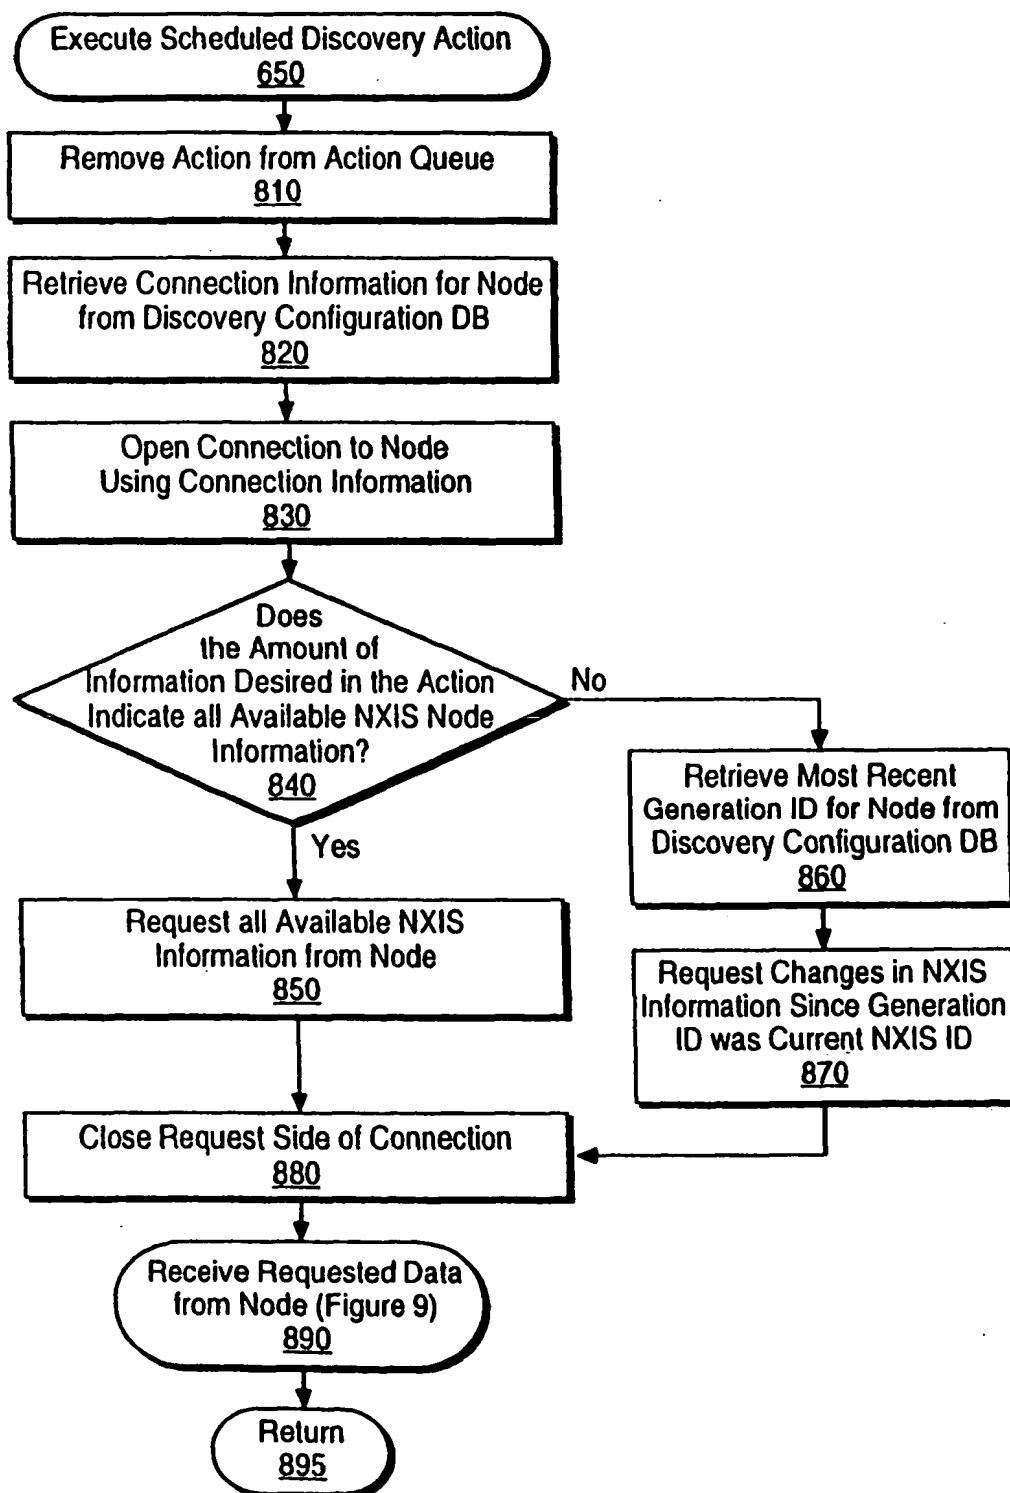 Execute Scheduled Discovery Action
650
Remove Action from Action Queue
810
Retrieve Connection Information for Node
from Discovery Configuration DB
820
Open Connection to Node
Using Connection Information
830
Does
the Amount of
Information Desired in the Action
Indicate all Available NXIS Node
Information?
840
No
Yes
Retrieve Most Recent
Generation ID for Node from
Discovery Configuration DB
860
Request all Available NXIS
Information from Node
850
Request Changes in NXIS
Information Since Generation
ID was Current NXIS ID
870
Close Request Side of Connection
880
Receive Requested Data
from Node (Figure 9)
890
Return
895